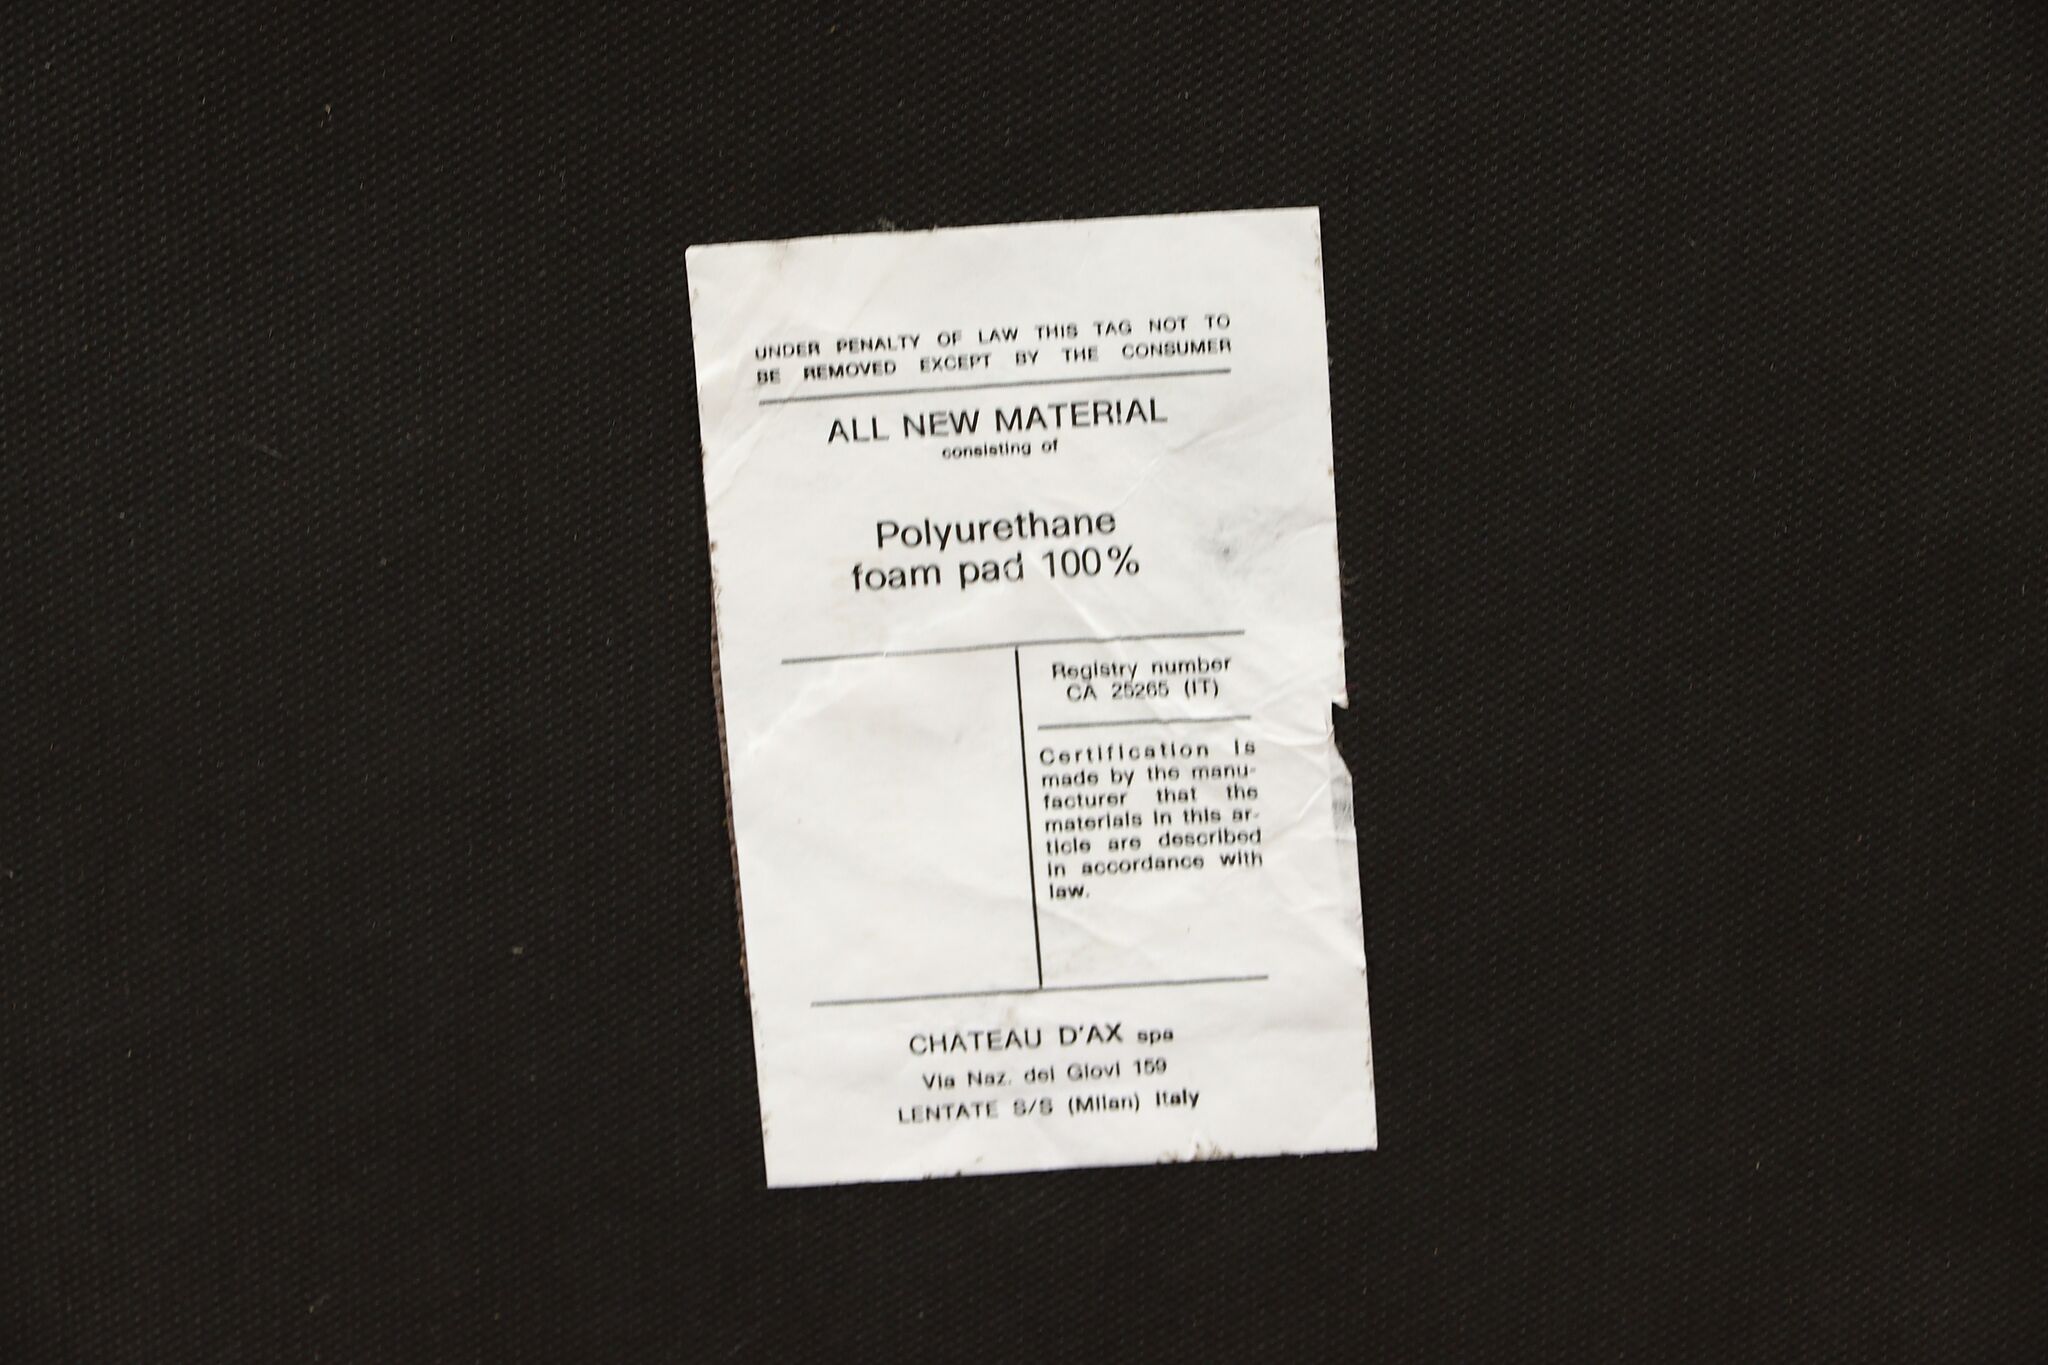 UNDER PENALTY OF LAW THIS TAG NOT TO
BE REMOVED EXCEPT BY THE CONSUMER
ALL NEW MATERIAL
consisting of
Polyurethane
foam pad 100%
Registry number
CA 25265 (IT)
Certification is
made by the manu-
facturer that the
materials in this ar-
ticle are described
in accordance with
law.
CHATEAU D'AX spa
Via Naz. dei Giovi 159
LENTATE S/S (Milan) Italy